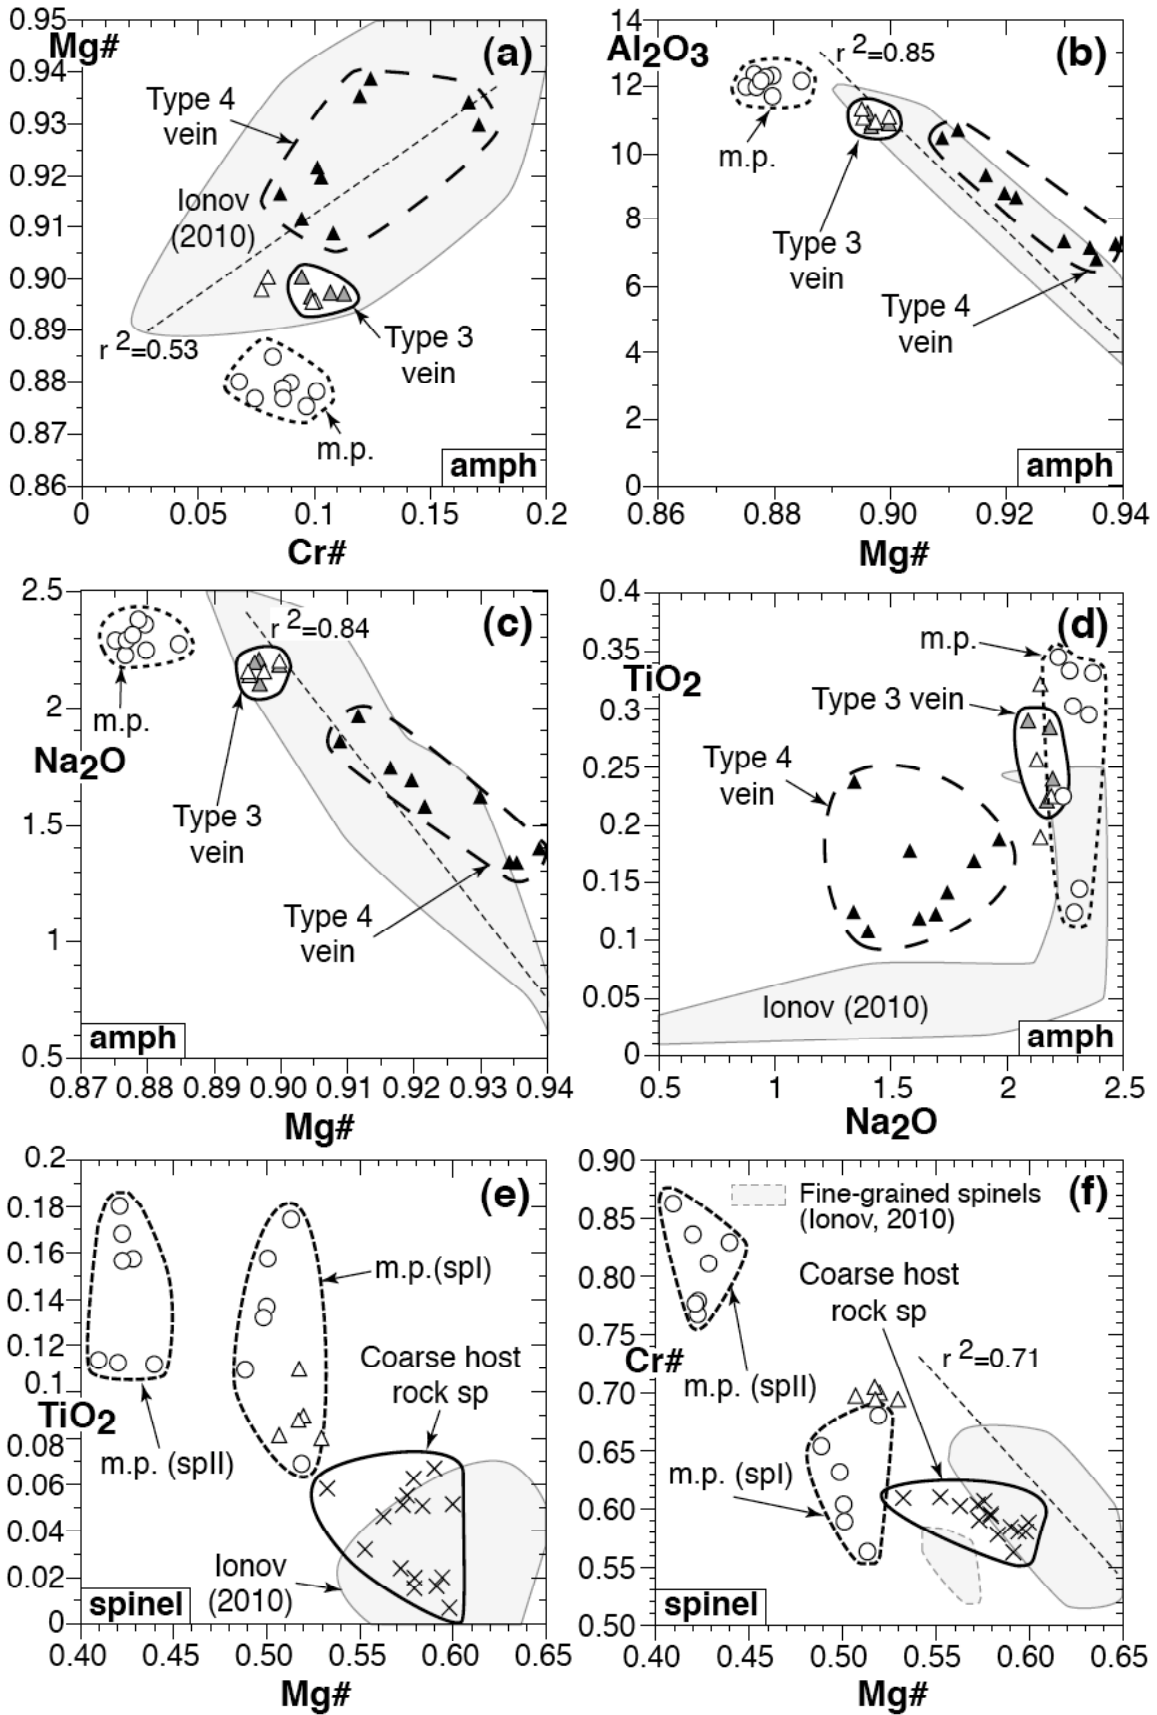 0.95
Mg#
(a)
0.94
Type 4
vein
0.93
0.92
Ionov
(2010)
0.91
0.90
0.89
r 2=0.53
Type 3
vein
0.88
0.87
m.p.
0.86
amph
0 0.05 0.1 0.15 0.2
Cr#
14
Al2O3
r 2=0.85
(b)
12
m.p.
10
Type 3
vein
8
6
Type 4
vein
4
2
0
amph
0.86 0.88 0.90 0.92 0.94
Mg#
2.5
r 2=0.84
(c)
m.p.
2
Na2O
Type 3
vein
1.5
Type 4
vein
1
amph
0.5
0.87 0.88 0.89 0.90 0.91 0.92 0.93 0.94
Mg#
0.4
m.p.
(d)
0.35
TiO2
Type 3 vein
0.3
Type 4
vein
0.25
0.2
0.15
0.1
0.05
Ionov (2010)
amph
0
0.5 1 1.5 2 2.5
Na2O
0.2
(e)
0.18
0.16
m.p.(spI)
0.14
0.12
Coarse host
rock sp
0.1
TiO2
m.p. (spII)
0.08
0.06
0.04
Ionov
(2010)
0.02
spinel
0
0.40 0.45 0.50 0.55 0.60 0.65
Mg#
0.90
Fine-grained spinels
(Ionov, 2010)
(f)
0.85
Coarse host
rock sp
0.80
0.75
Cr#
r 2=0.71
m.p. (spII)
0.70
0.65
m.p. (spI)
0.60
0.55
spinel
0.50
0.40 0.45 0.50 0.55 0.60 0.65
Mg#